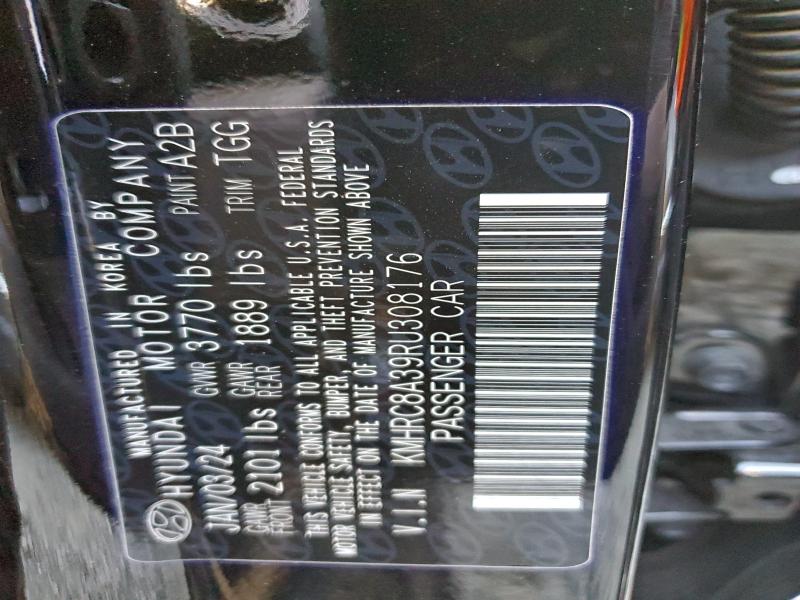 MANUFACTURED IN KOREA BY
HYUNDAI MOTOR COMPANY
JAN/03/24 GVWR 3770 lbs PAINT A2B
GAWR FRONT 2101 lbs GAWR REAR 1889 lbs TRIM TGG
THIS VEHICLE CONFORMS TO ALL APPLICABLE U.S.A. FEDERAL
MOTOR VEHICLE SAFETY, BUMPER, AND THEFT PREVENTION STANDARDS
IN EFFECT ON THE DATE OF MANUFACTURE SHOWN ABOVE
V.I.N KMHRC8A39RU308176
PASSENGER CAR